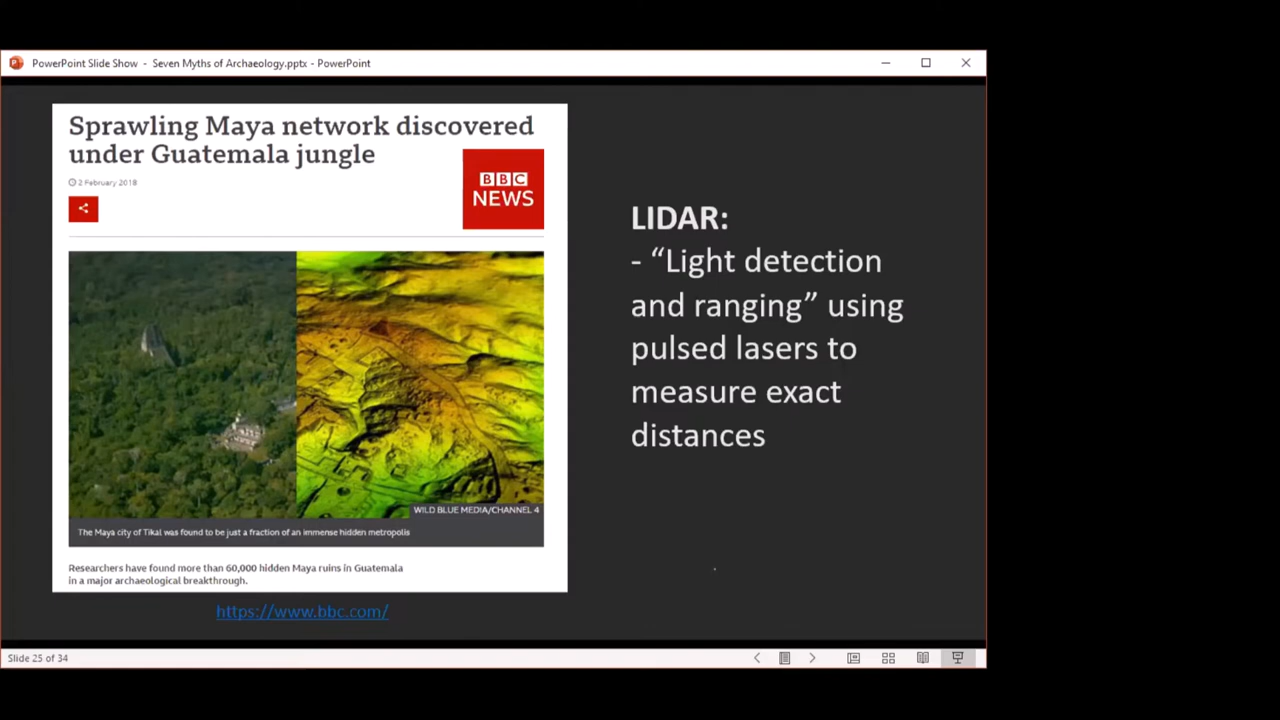 PowerPoint Slide Show - Seven Myths of Archaeology.pptx - PowerPoint
Sprawling Maya network discovered
under Guatemala jungle
2 February 2018
BBC
NEWS
WILD BLUE MEDIA/CHANNEL 4
The Maya city of Tikal was found to be just a fraction of an immense hidden metropolis
Researchers have found more than 60,000 hidden Maya ruins in Guatemala
in a major archaeological breakthrough.
https://www.bbc.com/
LIDAR:
- “Light detection
and ranging” using
pulsed lasers to
measure exact
distances
Slide 25 of 34